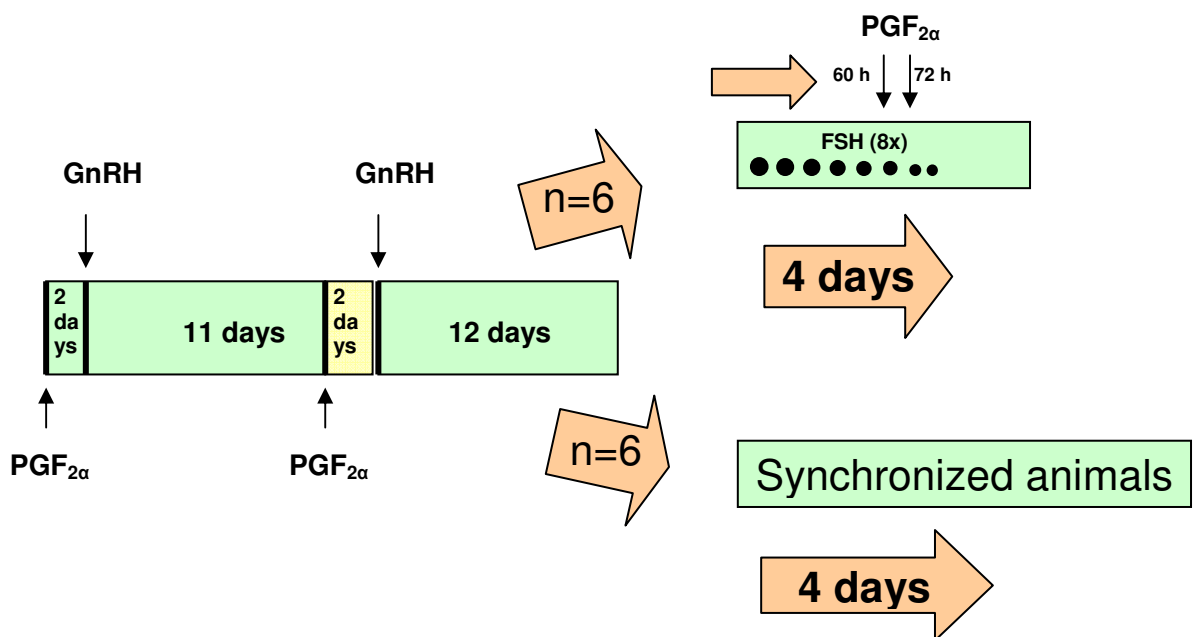 PGF2α
60 h
72 h
FSH (8x)
GnRH
GnRH
n=6
4 days
2
da
ys
11 days
2
da
ys
12 days
PGF2α
PGF2α
n=6
Synchronized animals
4 days